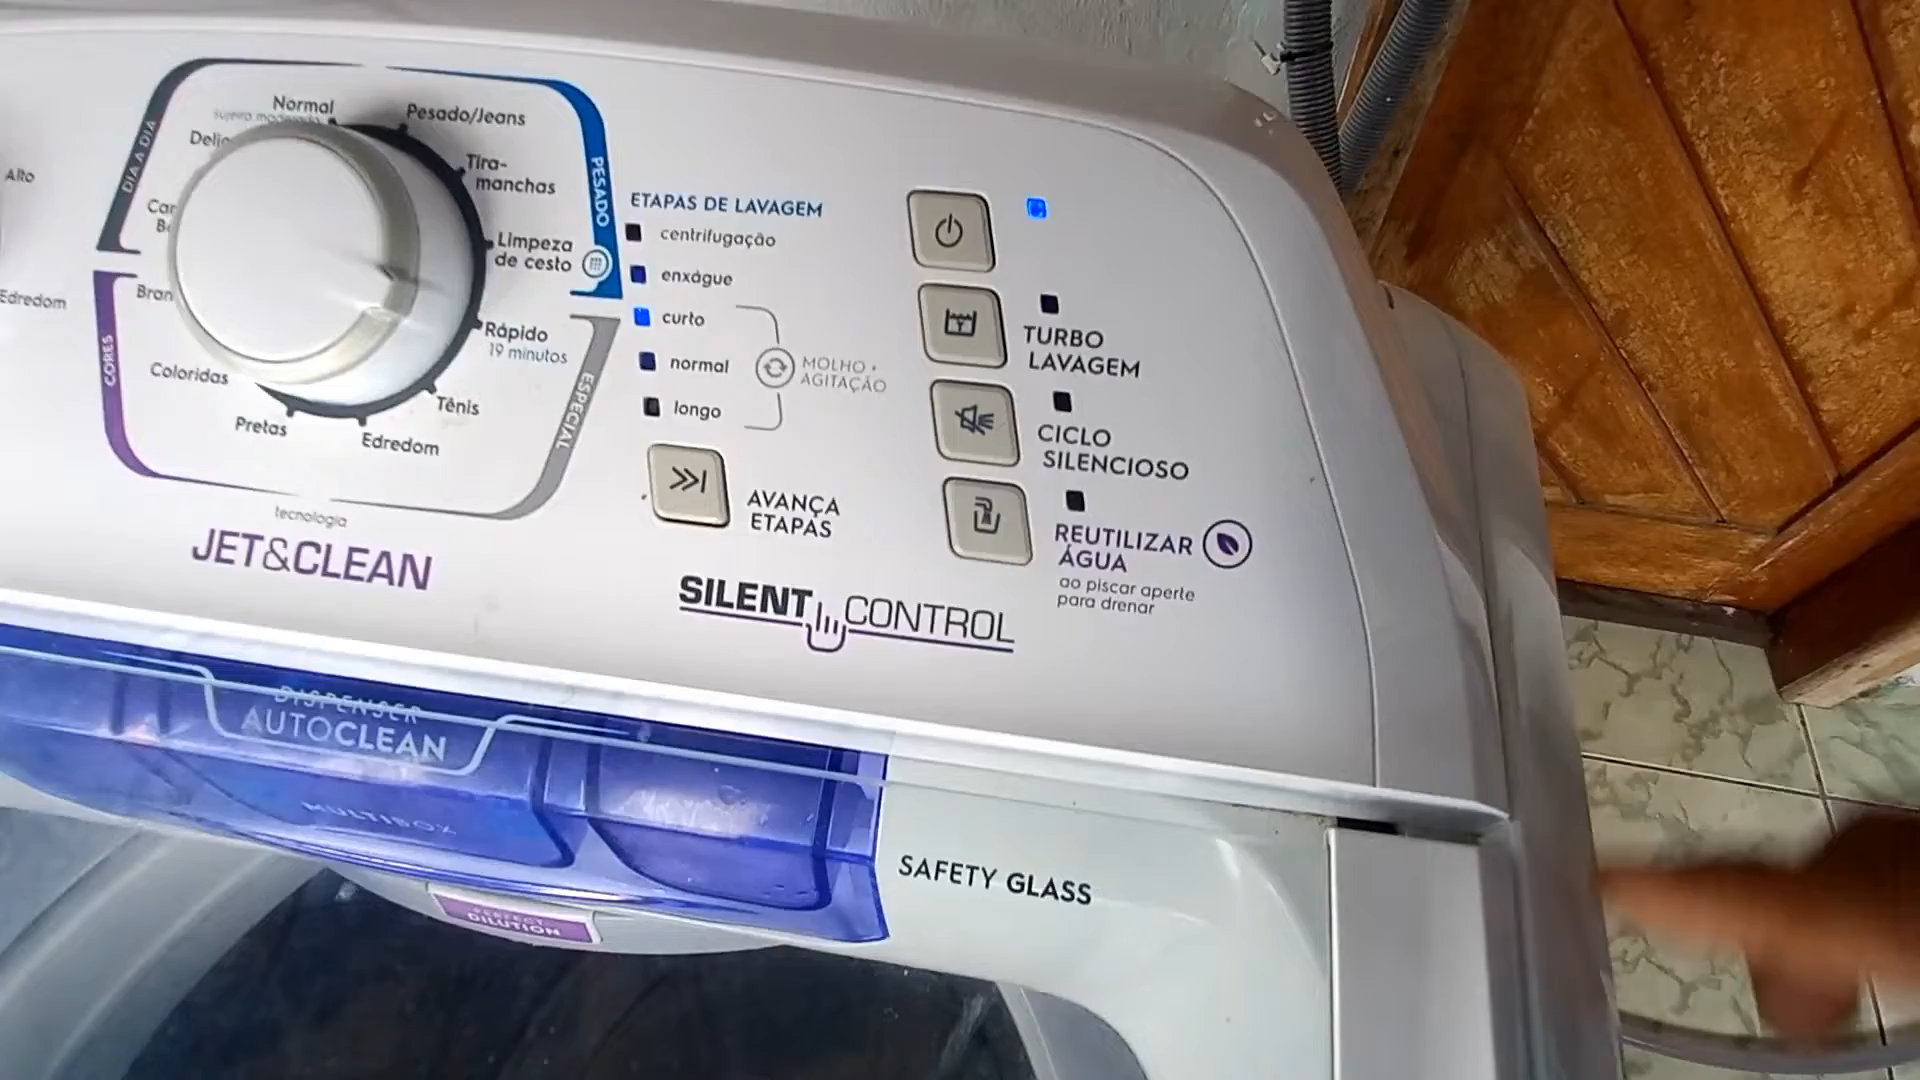 Alto
Edredom
DIA A DIA
Normal
Pesado/Jeans
Tira-
manchas
Limpeza
de cesto
PESADO
CORES
Coloridas
Pretas
Edredom
Tênis
Rápido
19 minutos
ESPECIAL
tecnologia
JET&CLEAN
ETAPAS DE LAVAGEM
centrifugação
enxágue
curto
normal
longo
MOLHO +
AGITAÇÃO
AVANÇA
ETAPAS
TURBO
LAVAGEM
CICLO
SILENCIOSO
REUTILIZAR
ÁGUA
ao piscar aperte
para drenar
SILENT CONTROL
DISPENSER
AUTOCLEAN
MULTIBOX
PERFECT
DILUTION
SAFETY GLASS